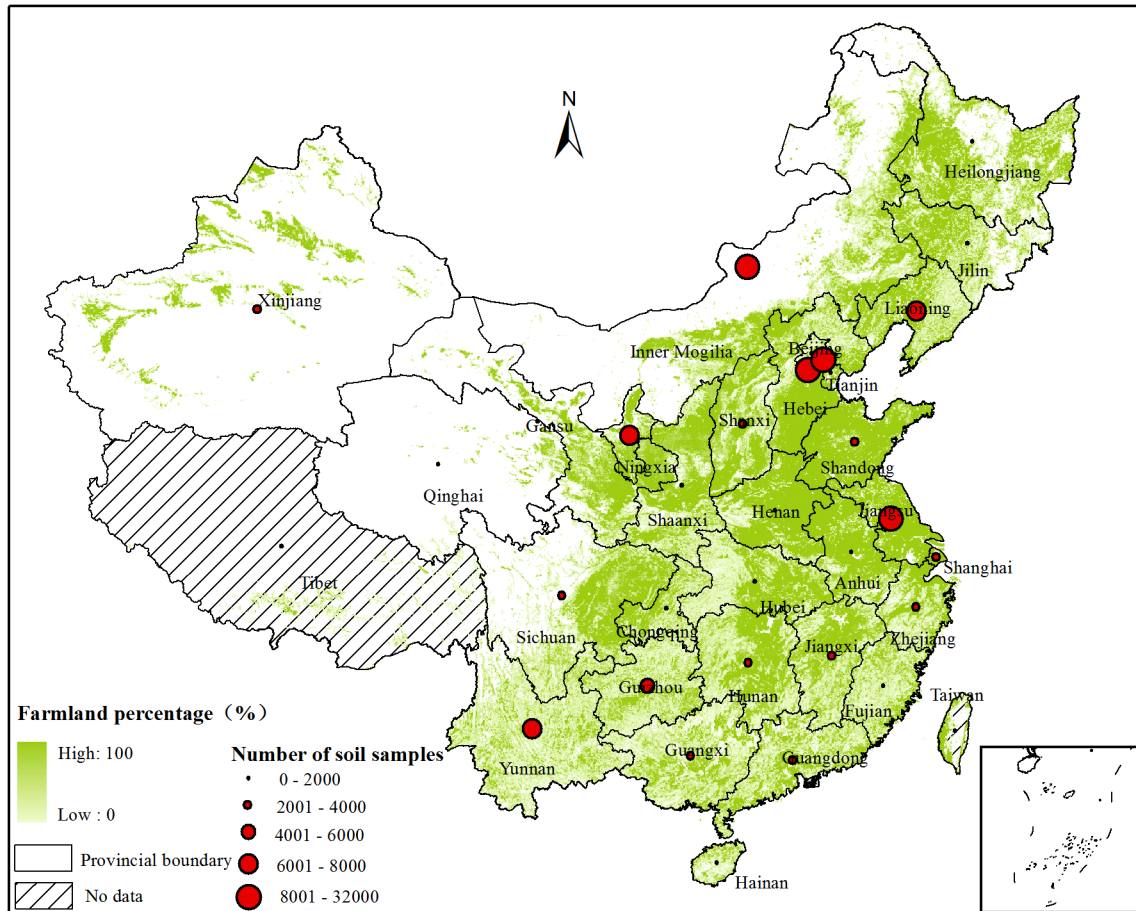 N
Heilongjiang
Jilin
Xinjiang
Liaoning
Inner Mogilia
Beijing
Tianjin
Hebei
Shanxi
Gansu
Ningxia
Shandong
Qinghai
Shaanxi
Henan
Jiangsu
Shanghai
Anhui
Tibet
Hubei
Sichuan
Chongqing
Zhejiang
Jiangxi
Guizhou
Hunan
Fujian
Taiwan
Yunnan
Guangxi
Guangdong
Hainan
Farmland percentage（%）
High: 100
Low : 0
Provincial boundary
No data
Number of soil samples
0 - 2000
2001 - 4000
4001 - 6000
6001 - 8000
8001 - 32000